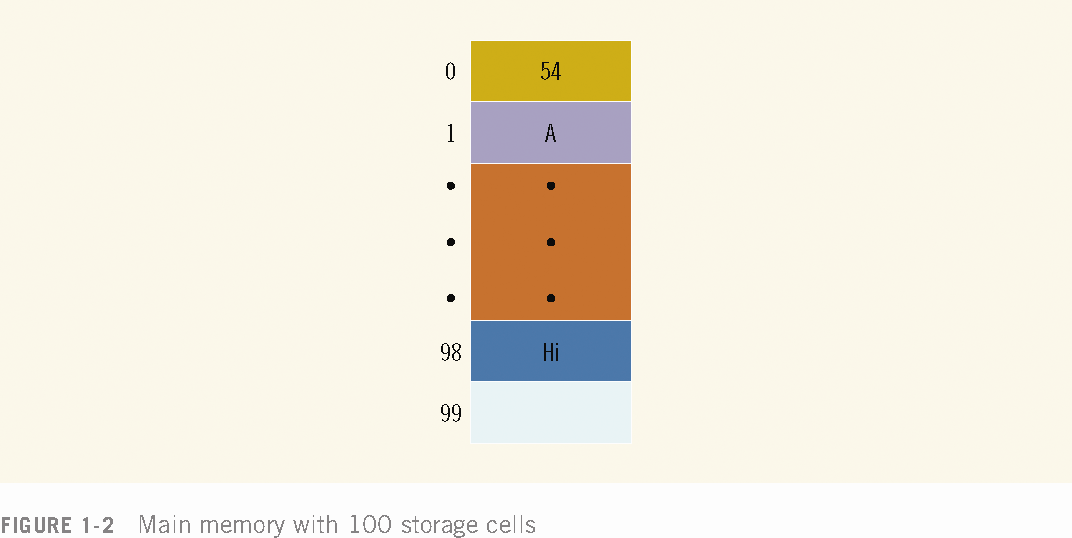 0 54
1 A
• •
• •
• •
98 Hi
99
FIGURE 1-2 Main memory with 100 storage cells